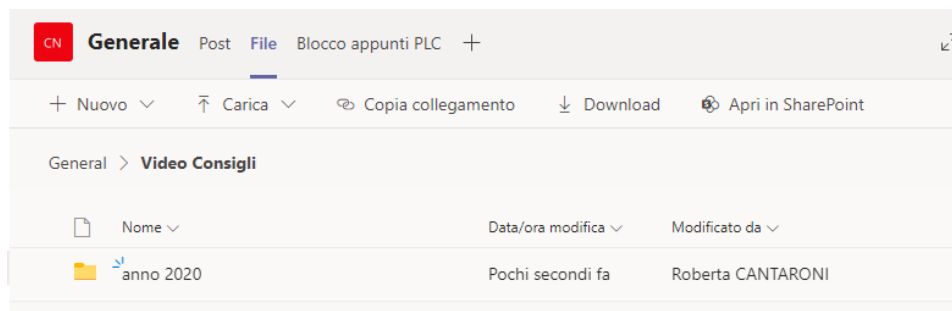 CN Generale Post File Blocco appunti PLC
Nuovo Carica Copia collegamento Download Apri in SharePoint
General > Video Consigli
Nome Data/ora modifica Modificato da
anno 2020 Pochi secondi fa Roberta CANTARONI